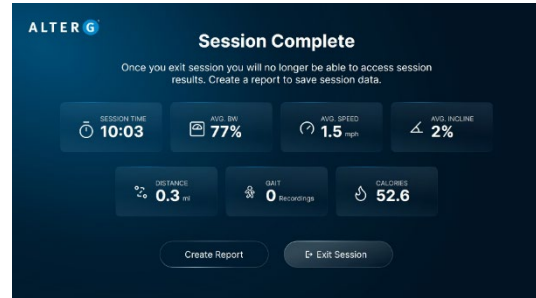 ALTER G
Session Complete
Once you exit session you will no longer be able to access session
results. Create a report to save session data.
SESSION TIME
10:03
AVG. BW
77%
AVG. SPEED
1.5 mph
AVG. INCLINE
2%
DISTANCE
0.3 mi
GAIT
0 Recordings
CALORIES
52.6
Create Report
Exit Session